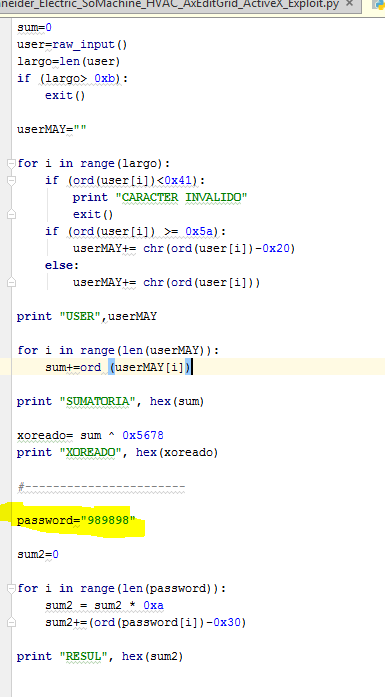 neider_Electric_SoMachine_HVAC_AxEditGrid_ActiveX_Exploit.py ×
sum=0
user=raw_input()
largo=len(user)
if (largo> 0xb):
    exit()

userMAY=""

for i in range(largo):
    if (ord(user[i])<0x41):
        print "CARACTER INVALIDO"
        exit()
    if (ord(user[i]) >= 0x5a):
        userMAY+= chr(ord(user[i])-0x20)
    else:
        userMAY+= chr(ord(user[i]))

print "USER",userMAY

for i in range(len(userMAY)):
    sum+=ord (userMAY[i])

print "SUMATORIA", hex(sum)

xoreado= sum ^ 0x5678
print "XOREADO", hex(xoreado)

#-----------------------

password="989898"

sum2=0

for i in range(len(password)):
    sum2 = sum2 * 0xa
    sum2+=(ord(password[i])-0x30)

print "RESUL", hex(sum2)